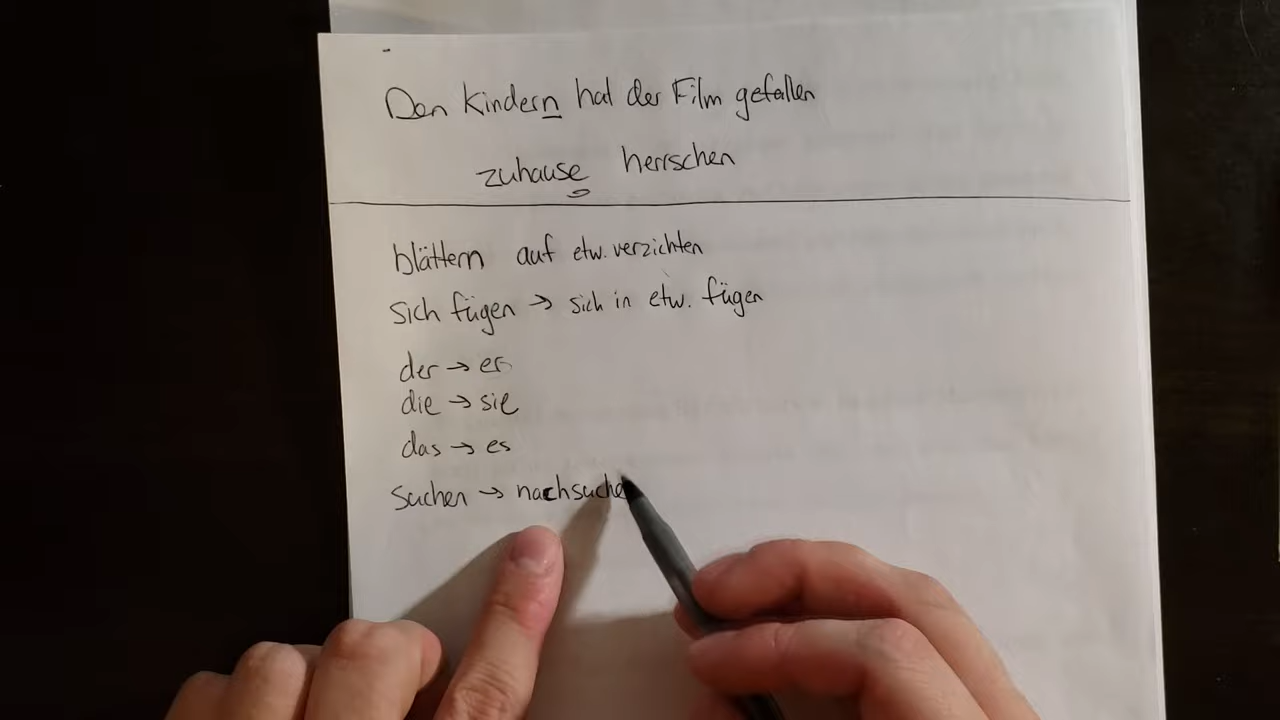 Den Kindern hat der Film gefallen
zuhause herrschen
blättern auf etw. verzichten
sich fügen → sich in etw. fügen
der → er
die → sie
das → es
suchen → nachsuche